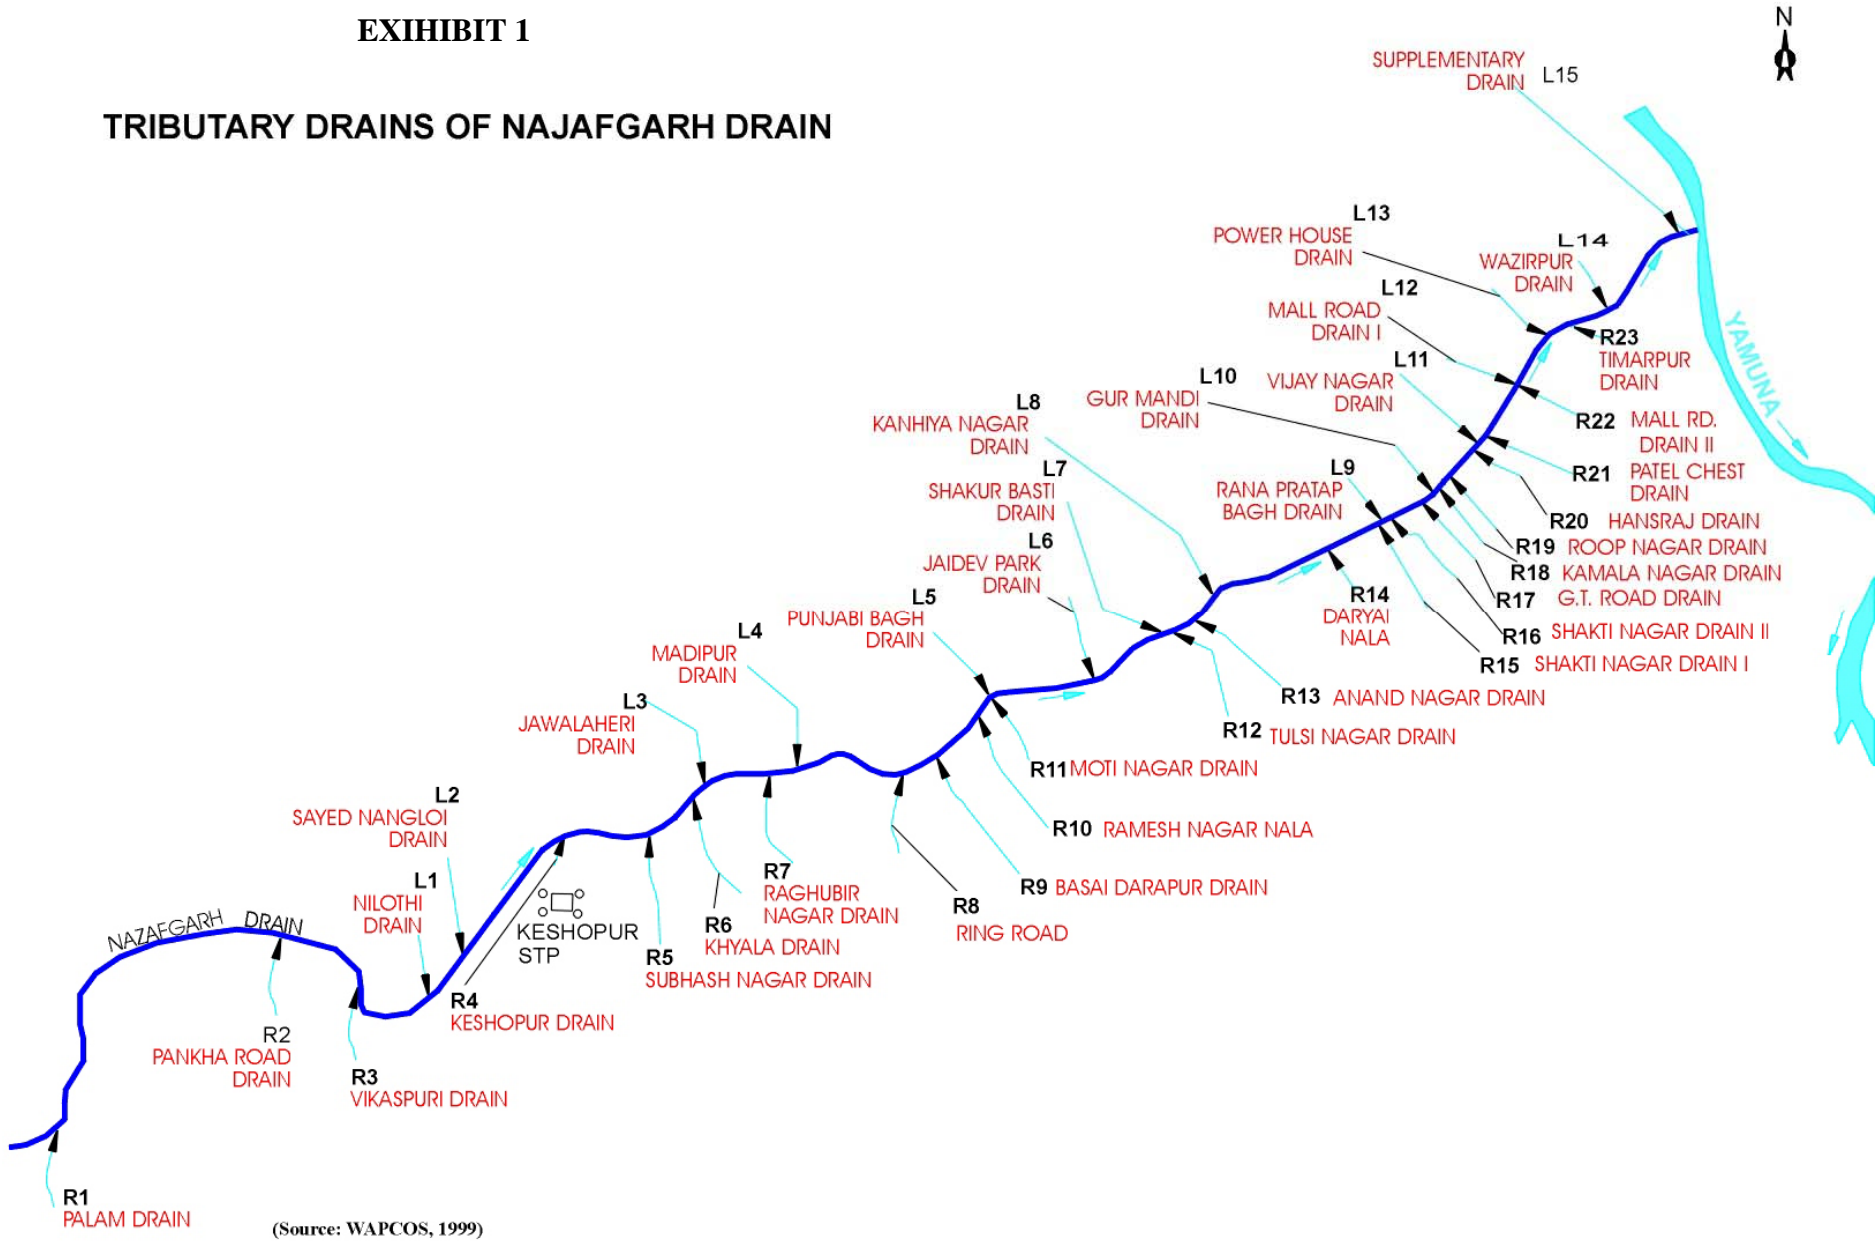 EXIHIBIT 1
N
SUPPLEMENTARY
DRAIN L15
TRIBUTARY DRAINS OF NAJAFGARH DRAIN
L13
POWER HOUSE
DRAIN
L14
WAZIRPUR
DRAIN
L12
MALL ROAD
DRAIN I
R23
TIMARPUR
DRAIN
YAMUNA
L11
VIJAY NAGAR
DRAIN
L10
GUR MANDI
DRAIN
L8
KANHIYA NAGAR
DRAIN
R22 MALL RD.
DRAIN II
L7
SHAKUR BASTI
DRAIN
L9
RANA PRATAP
BAGH DRAIN
R21 PATEL CHEST
DRAIN
R20 HANSRAJ DRAIN
R19 ROOP NAGAR DRAIN
R18 KAMALA NAGAR DRAIN
R17 G.T. ROAD DRAIN
R16 SHAKTI NAGAR DRAIN II
R15 SHAKTI NAGAR DRAIN I
L6
JAIDEV PARK
DRAIN
R14
DARYAI
NALA
L5
PUNJABI BAGH
DRAIN
L4
MADIPUR
DRAIN
R13 ANAND NAGAR DRAIN
R12 TULSI NAGAR DRAIN
R11 MOTI NAGAR DRAIN
L3
JAWALAHERI
DRAIN
L2
SAYED NANGLOI
DRAIN
R10 RAMESH NAGAR NALA
R9 BASAI DARAPUR DRAIN
R8
RING ROAD
R7
RAGHUBIR
NAGAR DRAIN
L1
NILOTHI
DRAIN
R6
KHYALA DRAIN
KESHOPUR
STP
R5
SUBHASH NAGAR DRAIN
NAZAFGARH DRAIN
R4
KESHOPUR DRAIN
R2
PANKHA ROAD
DRAIN
R3
VIKASPURI DRAIN
R1
PALAM DRAIN
(Source: WAPCOS, 1999)